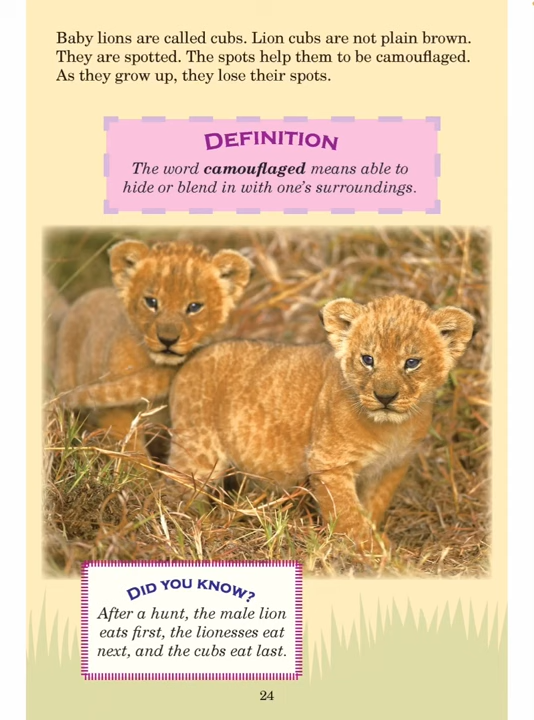 Baby lions are called cubs. Lion cubs are not plain brown.
They are spotted. The spots help them to be camouflaged.
As they grow up, they lose their spots.
DEFINITION
The word camouflaged means able to
hide or blend in with one's surroundings.
DID YOU KNOW?
After a hunt, the male lion
eats first, the lionesses eat
next, and the cubs eat last.
24